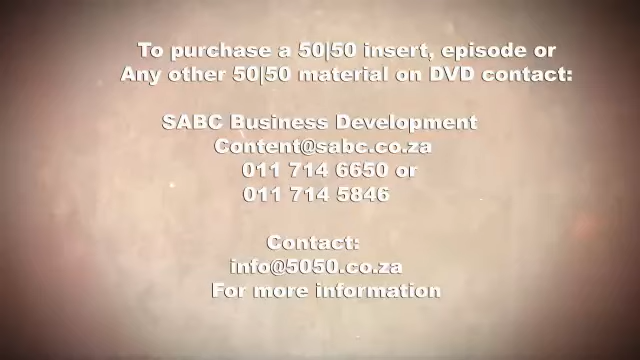 To purchase a 50|50 insert, episode or
Any other 50|50 material on DVD contact:
SABC Business Development
Content@sabc.co.za
011 714 6650 or
011 714 5846
Contact:
info@5050.co.za
For more information